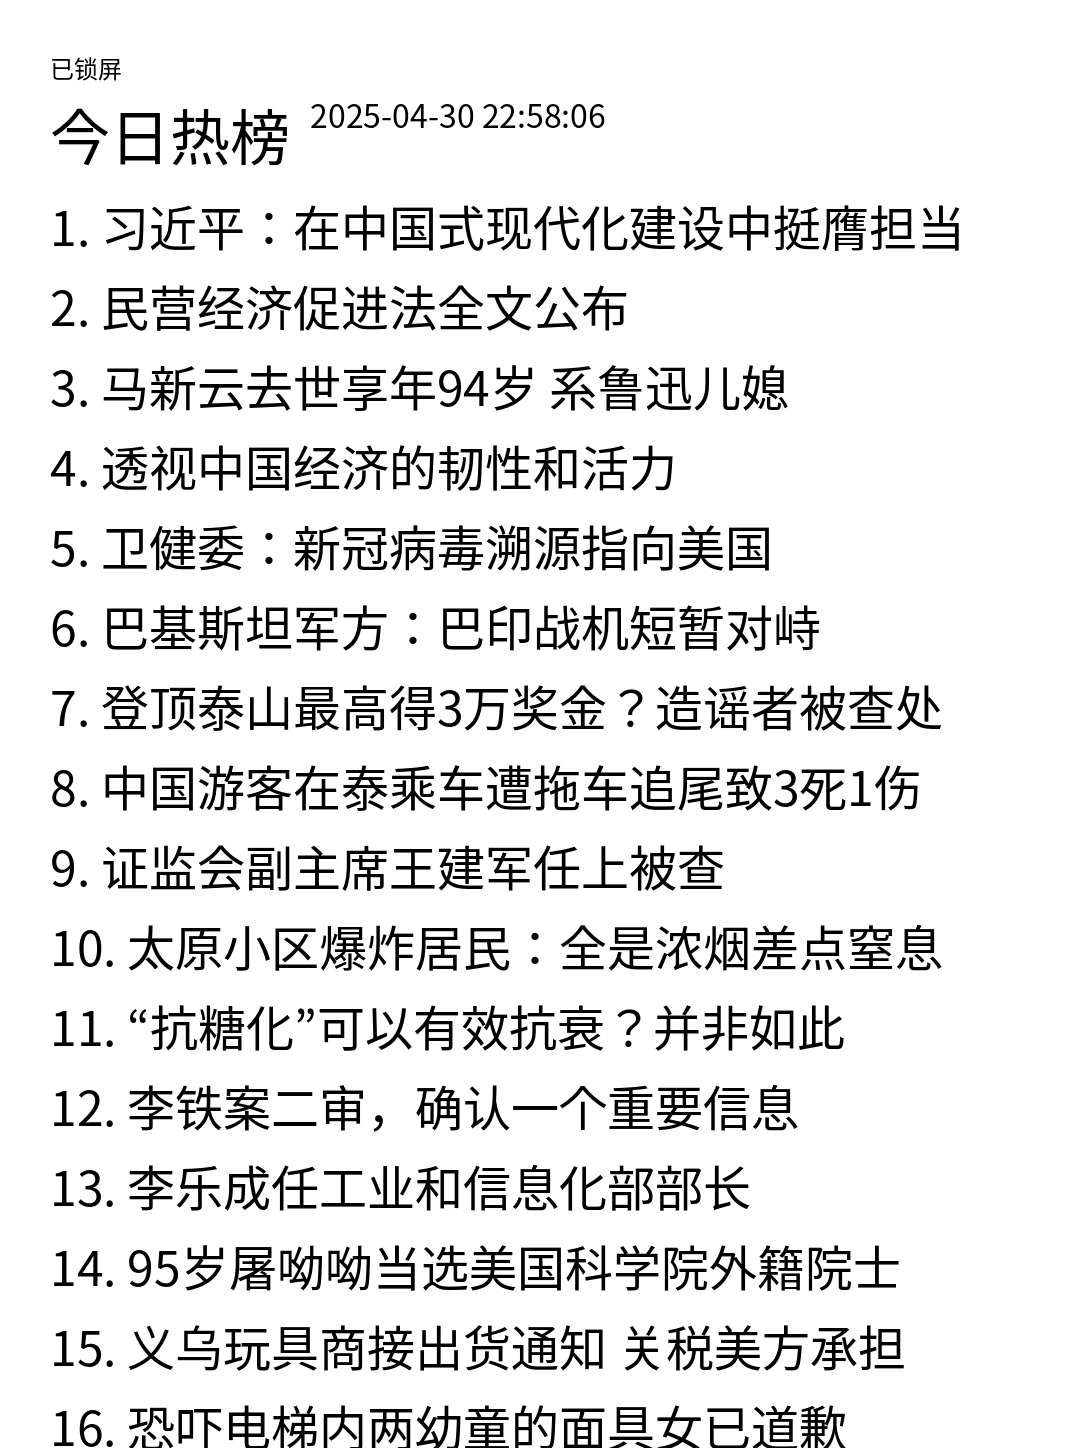 已锁屏
今日热榜 2025-04-30 22:58:06
1. 习近平：在中国式现代化建设中挺膺担当
2. 民营经济促进法全文公布
3. 马新云去世享年94岁 系鲁迅儿媳
4. 透视中国经济的韧性和活力
5. 卫健委：新冠病毒溯源指向美国
6. 巴基斯坦军方：巴印战机短暂对峙
7. 登顶泰山最高得3万奖金？造谣者被查处
8. 中国游客在泰乘车遭拖车追尾致3死1伤
9. 证监会副主席王建军任上被查
10. 太原小区爆炸居民：全是浓烟差点窒息
11. “抗糖化”可以有效抗衰？并非如此
12. 李铁案二审，确认一个重要信息
13. 李乐成任工业和信息化部部长
14. 95岁屠呦呦当选美国科学院外籍院士
15. 义乌玩具商接出货通知 关税美方承担
16. 恐吓电梯内两幼童的面具女已道歉